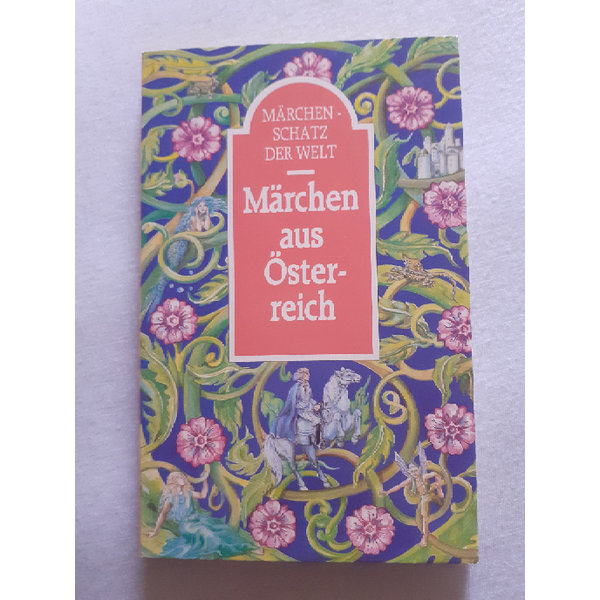 MÄRCHEN-
SCHATZ
DER WELT
Märchen
aus
Öster-
reich